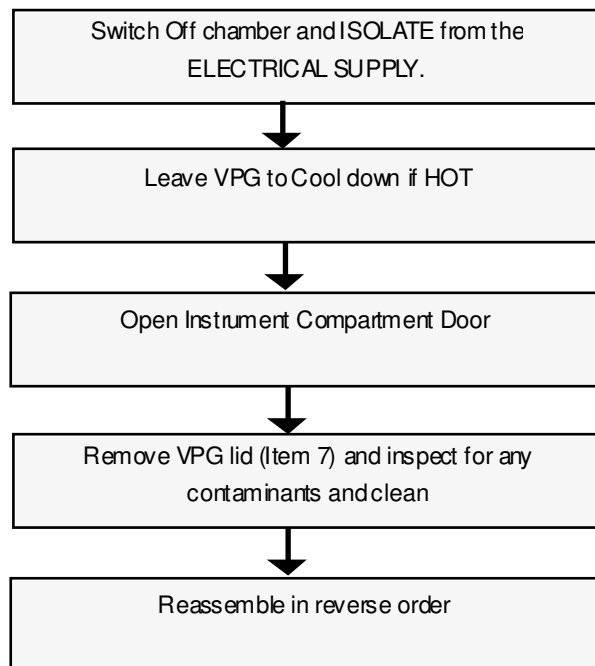 Switch Off chamber and ISOLATE from the
ELECTRICAL SUPPLY.
Leave VPG to Cool down if HOT
Open Instrument Compartment Door
Remove VPG lid (Item 7) and inspect for any
contaminants and clean
Reassemble in reverse order